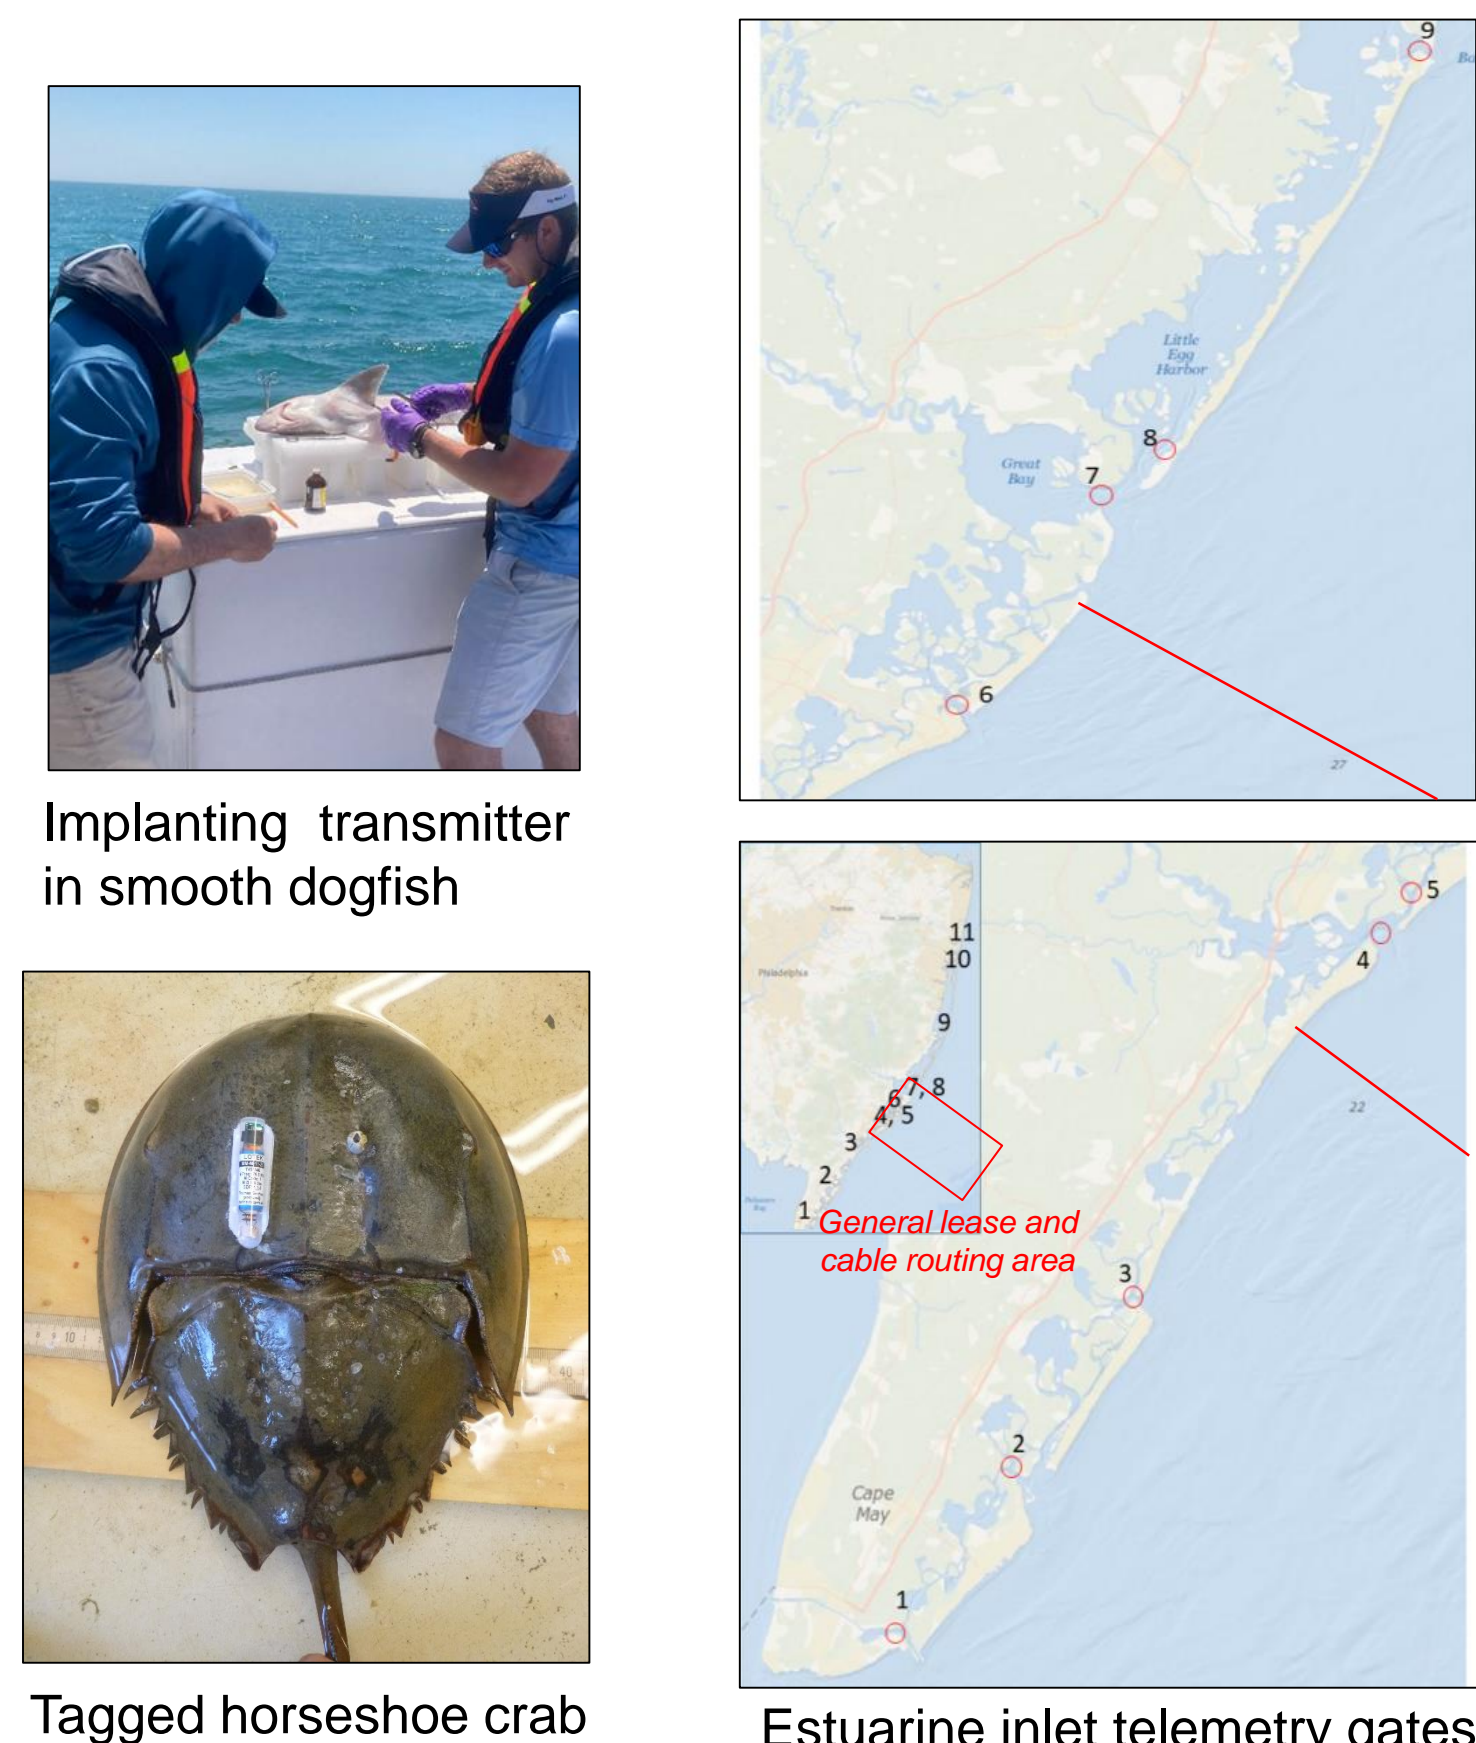 Implanting transmitter
in smooth dogfish
Tagged horseshoe crab
9
Little
Egg
Harbor
8
Great
Bay
7
6
27
5
4
11
10
Philadelphia
9
7, 8
6
4, 5
3
2
1
General lease and
cable routing area
22
3
2
Cape
May
1
Estuarine inlet telemetry gates